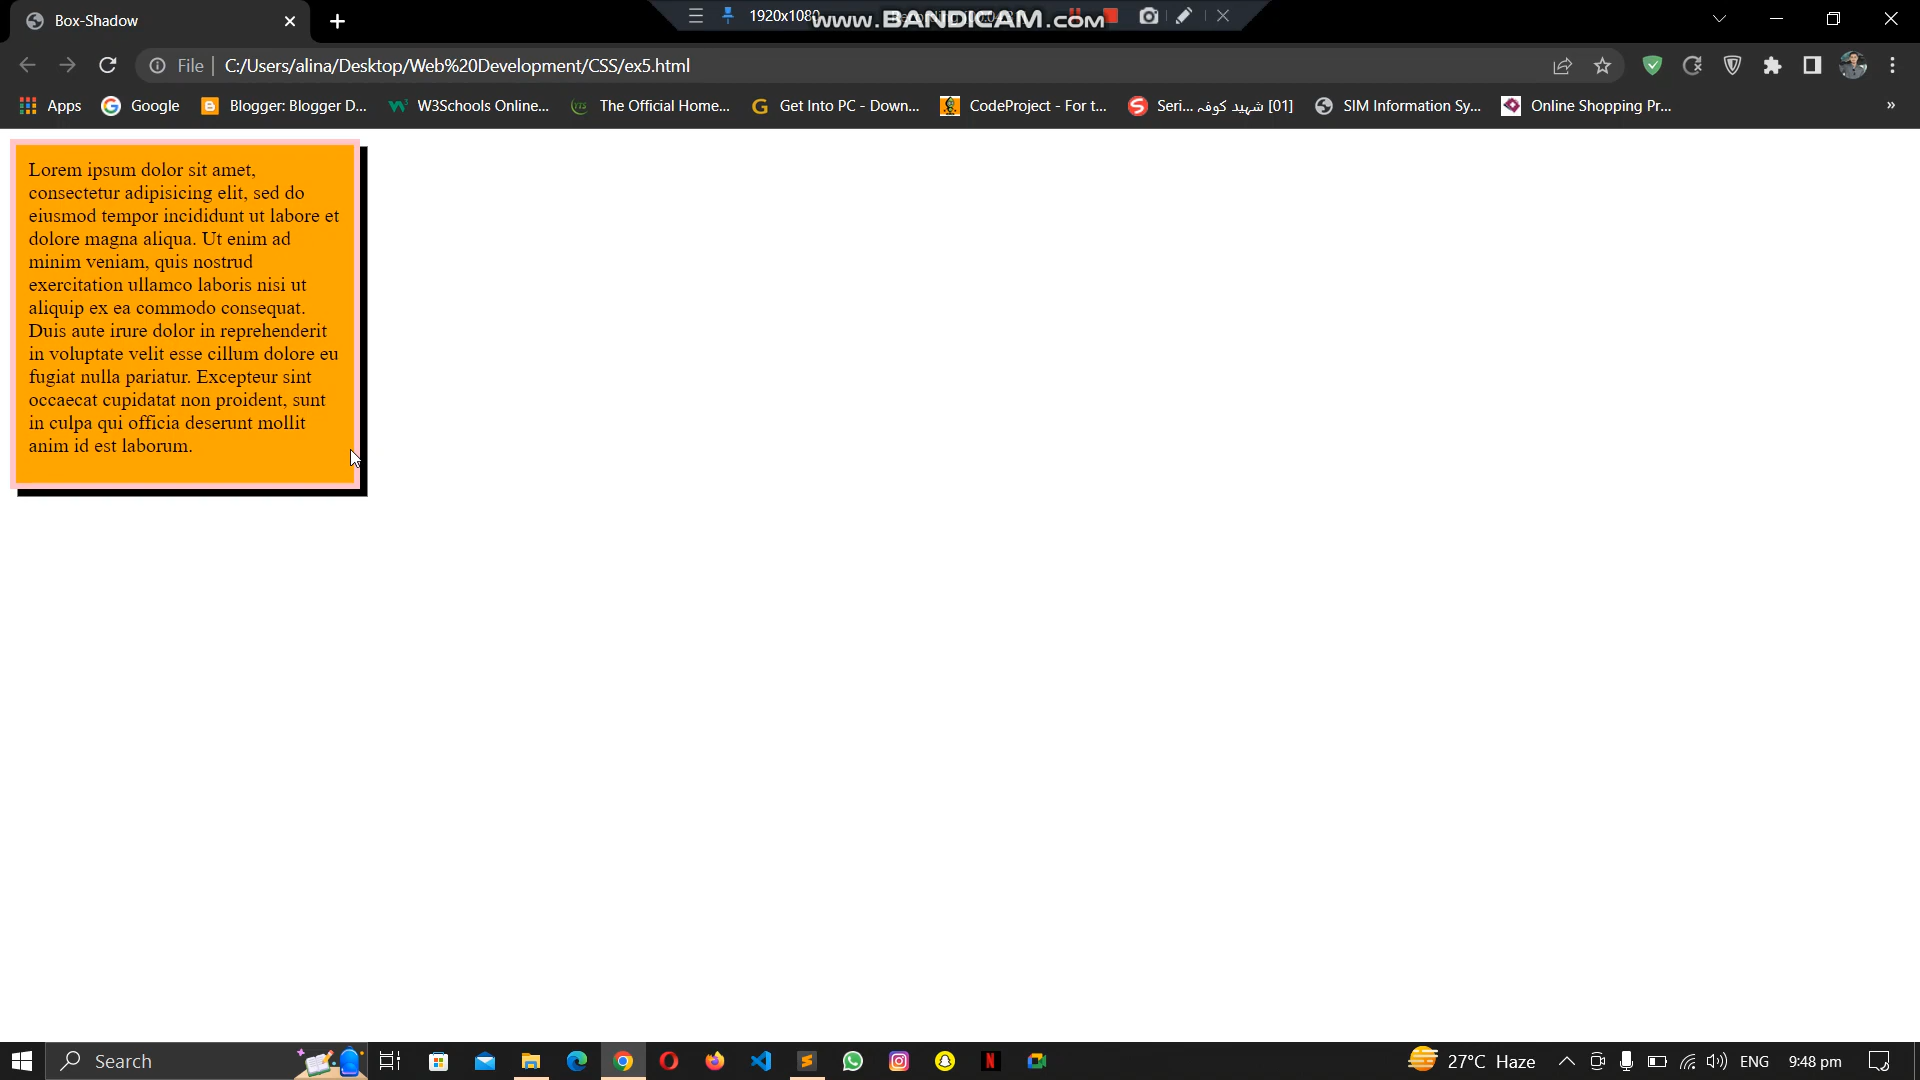 Box-Shadow
1920x1080
www.BANDICAM.com
File
C:/Users/alina/Desktop/Web%20Development/CSS/ex5.html
Apps
Google
Blogger: Blogger D...
W3Schools Online...
The Official Home...
Get Into PC - Down...
CodeProject - For t...
Seri... شہید کوفہ [01]
SIM Information Sy...
Online Shopping Pr...
Lorem ipsum dolor sit amet,
consectetur adipisicing elit, sed do
eiusmod tempor incididunt ut labore et
dolore magna aliqua. Ut enim ad
minim veniam, quis nostrud
exercitation ullamco laboris nisi ut
aliquip ex ea commodo consequat.
Duis aute irure dolor in reprehenderit
in voluptate velit esse cillum dolore eu
fugiat nulla pariatur. Excepteur sint
occaecat cupidatat non proident, sunt
in culpa qui officia deserunt mollit
anim id est laborum.
Search
27°C Haze
ENG
9:48 pm